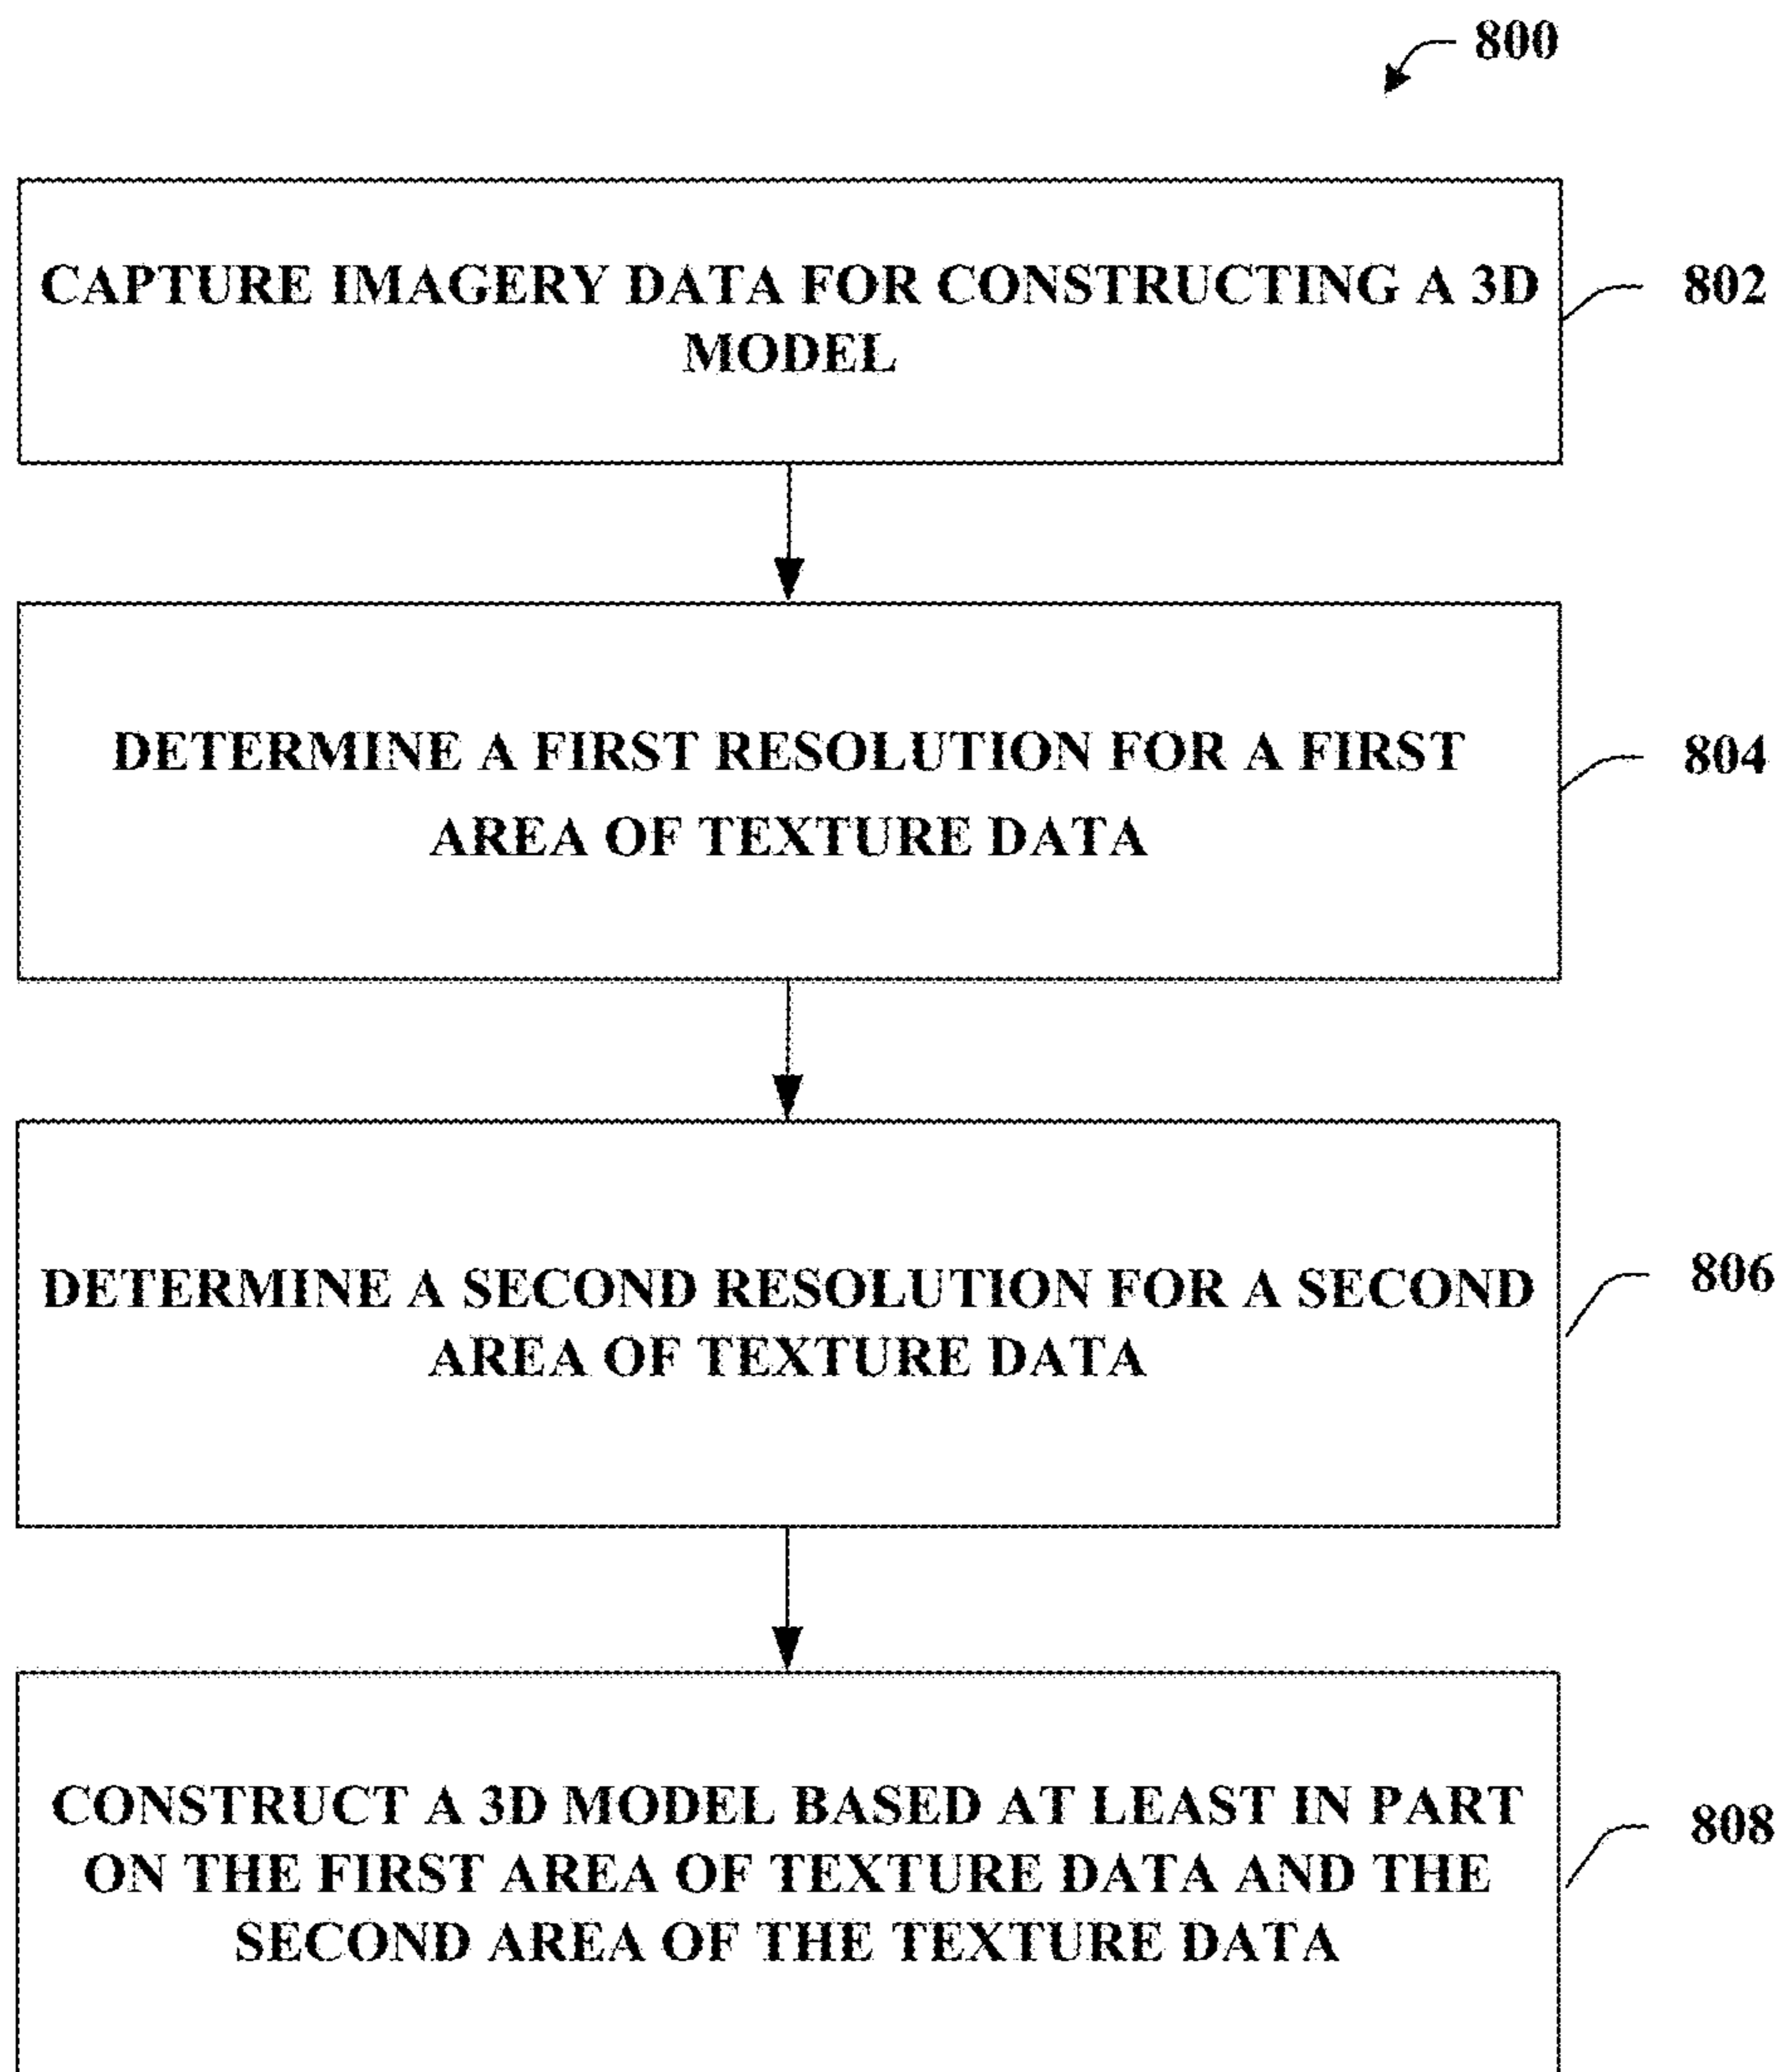 800
CAPTURE IMAGERY DATA FOR CONSTRUCTING A 3D
MODEL
802
DETERMINE A FIRST RESOLUTION FOR A FIRST
AREA OF TEXTURE DATA
804
DETERMINE A SECOND RESOLUTION FOR A SECOND
AREA OF TEXTURE DATA
806
CONSTRUCT A 3D MODEL BASED AT LEAST IN PART
ON THE FIRST AREA OF TEXTURE DATA AND THE
SECOND AREA OF THE TEXTURE DATA
808